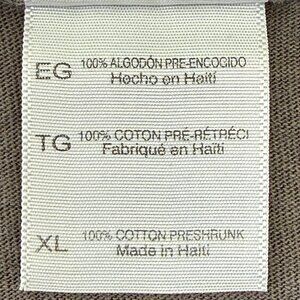 EG 100% ALGODÓN PRE-ENCOGIDO
Hecho en Haití
TG 100% COTON PRÉ-RÉTRÉCI
Fabriqué en Haïti
XL 100% COTTON PRESHRUNK
Made in Haiti